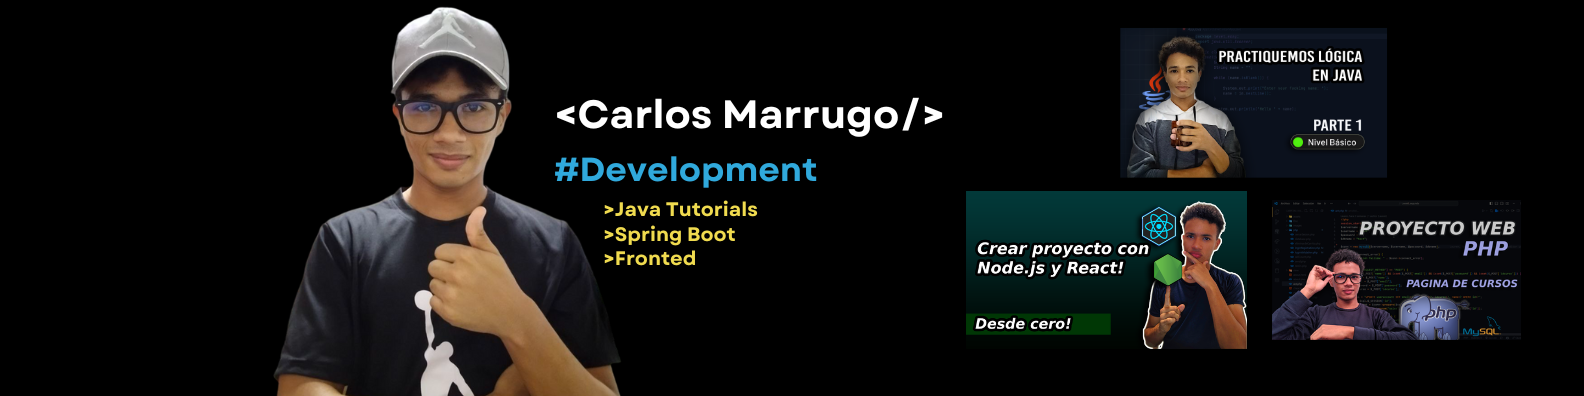 <Carlos Marrugo/>
#Development
>Java Tutorials
>Spring Boot
>Fronted
PRACTIQUEMOS LÓGICA
EN JAVA
PARTE 1
Nivel Básico
Crear proyecto con
Node.js y React!
Desde cero!
PROYECTO WEB
PHP
PAGINA DE CURSOS
php
MySQL